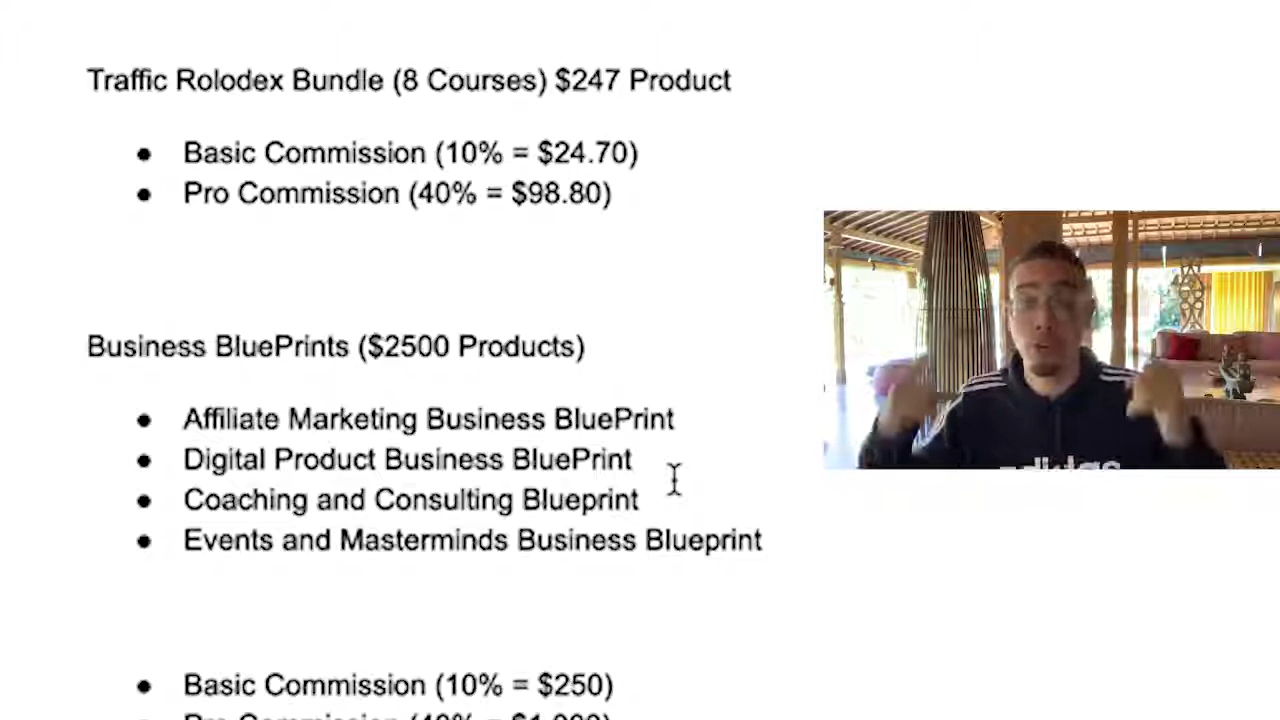 Traffic Rolodex Bundle (8 Courses) $247 Product
● Basic Commission (10% = $24.70)
● Pro Commission (40% = $98.80)
Business BluePrints ($2500 Products)
● Affiliate Marketing Business BluePrint
● Digital Product Business BluePrint
● Coaching and Consulting Blueprint
● Events and Masterminds Business Blueprint
● Basic Commission (10% = $250)